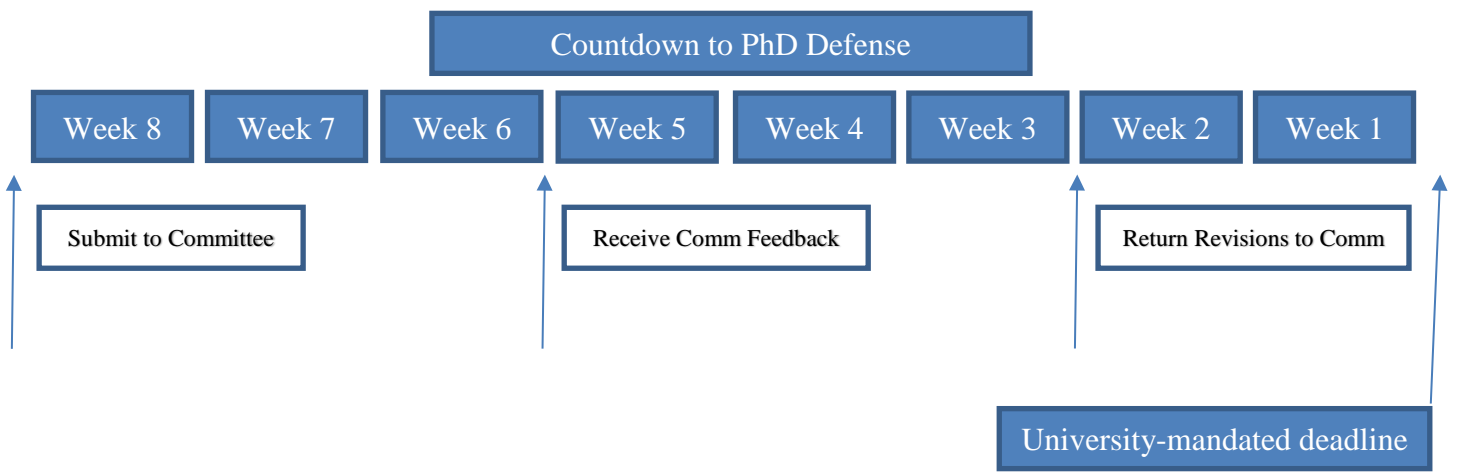 Countdown to PhD Defense
Week 8
Week 7
Week 6
Week 5
Week 4
Week 3
Week 2
Week 1
Submit to Committee
Receive Comm Feedback
Return Revisions to Comm
University-mandated deadline